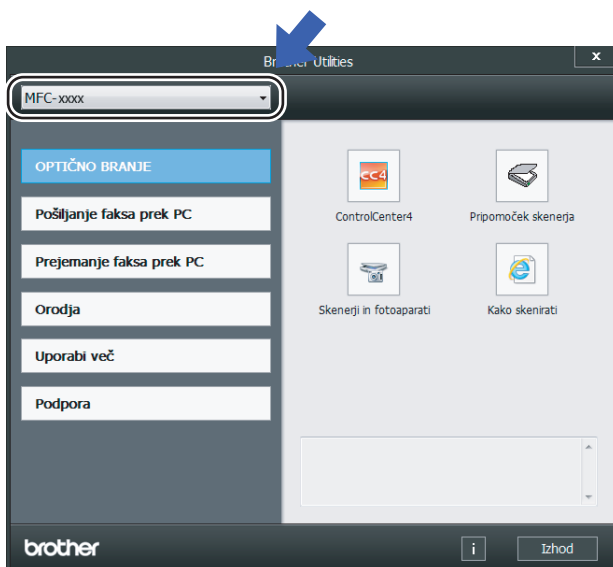 Brother Utilities
x
MFC-xxxx
OPTIČNO BRANJE
Pošiljanje faksa prek PC
Prejemanje faksa prek PC
Orodja
Uporabi več
Podpora
CC4
ControlCenter4
Pripomoček skenerja
Skenerji in fotoaparati
Kako skenirati
brother
i
Izhod